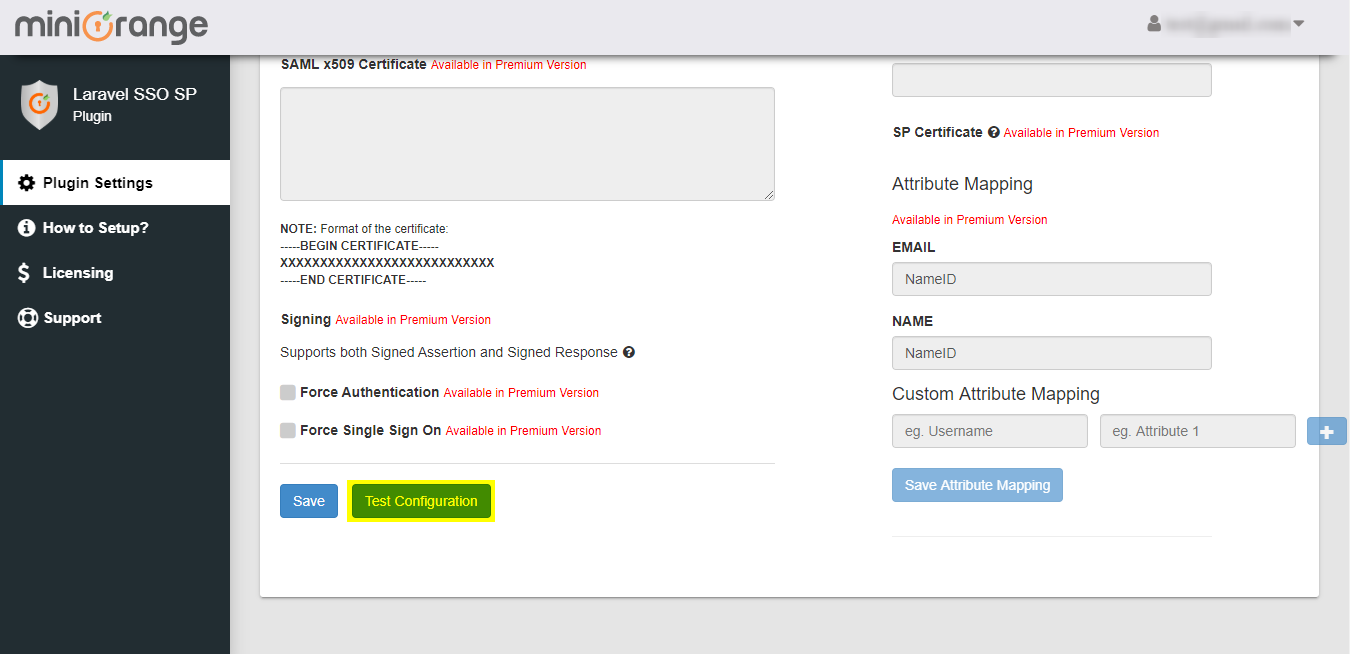 miniorange
Laravel SSO SP
Plugin
Plugin Settings
How to Setup?
Licensing
Support
SAML x509 Certificate Available in Premium Version
NOTE: Format of the certificate:
-----BEGIN CERTIFICATE-----
XXXXXXXXXXXXXXXXXXXXXXXXXXX
-----END CERTIFICATE-----
Signing Available in Premium Version
Supports both Signed Assertion and Signed Response
Force Authentication Available in Premium Version
Force Single Sign On Available in Premium Version
Save
Test Configuration
SP Certificate Available in Premium Version
Attribute Mapping
Available in Premium Version
EMAIL
NameID
NAME
NameID
Custom Attribute Mapping
eg. Username
eg. Attribute 1
Save Attribute Mapping